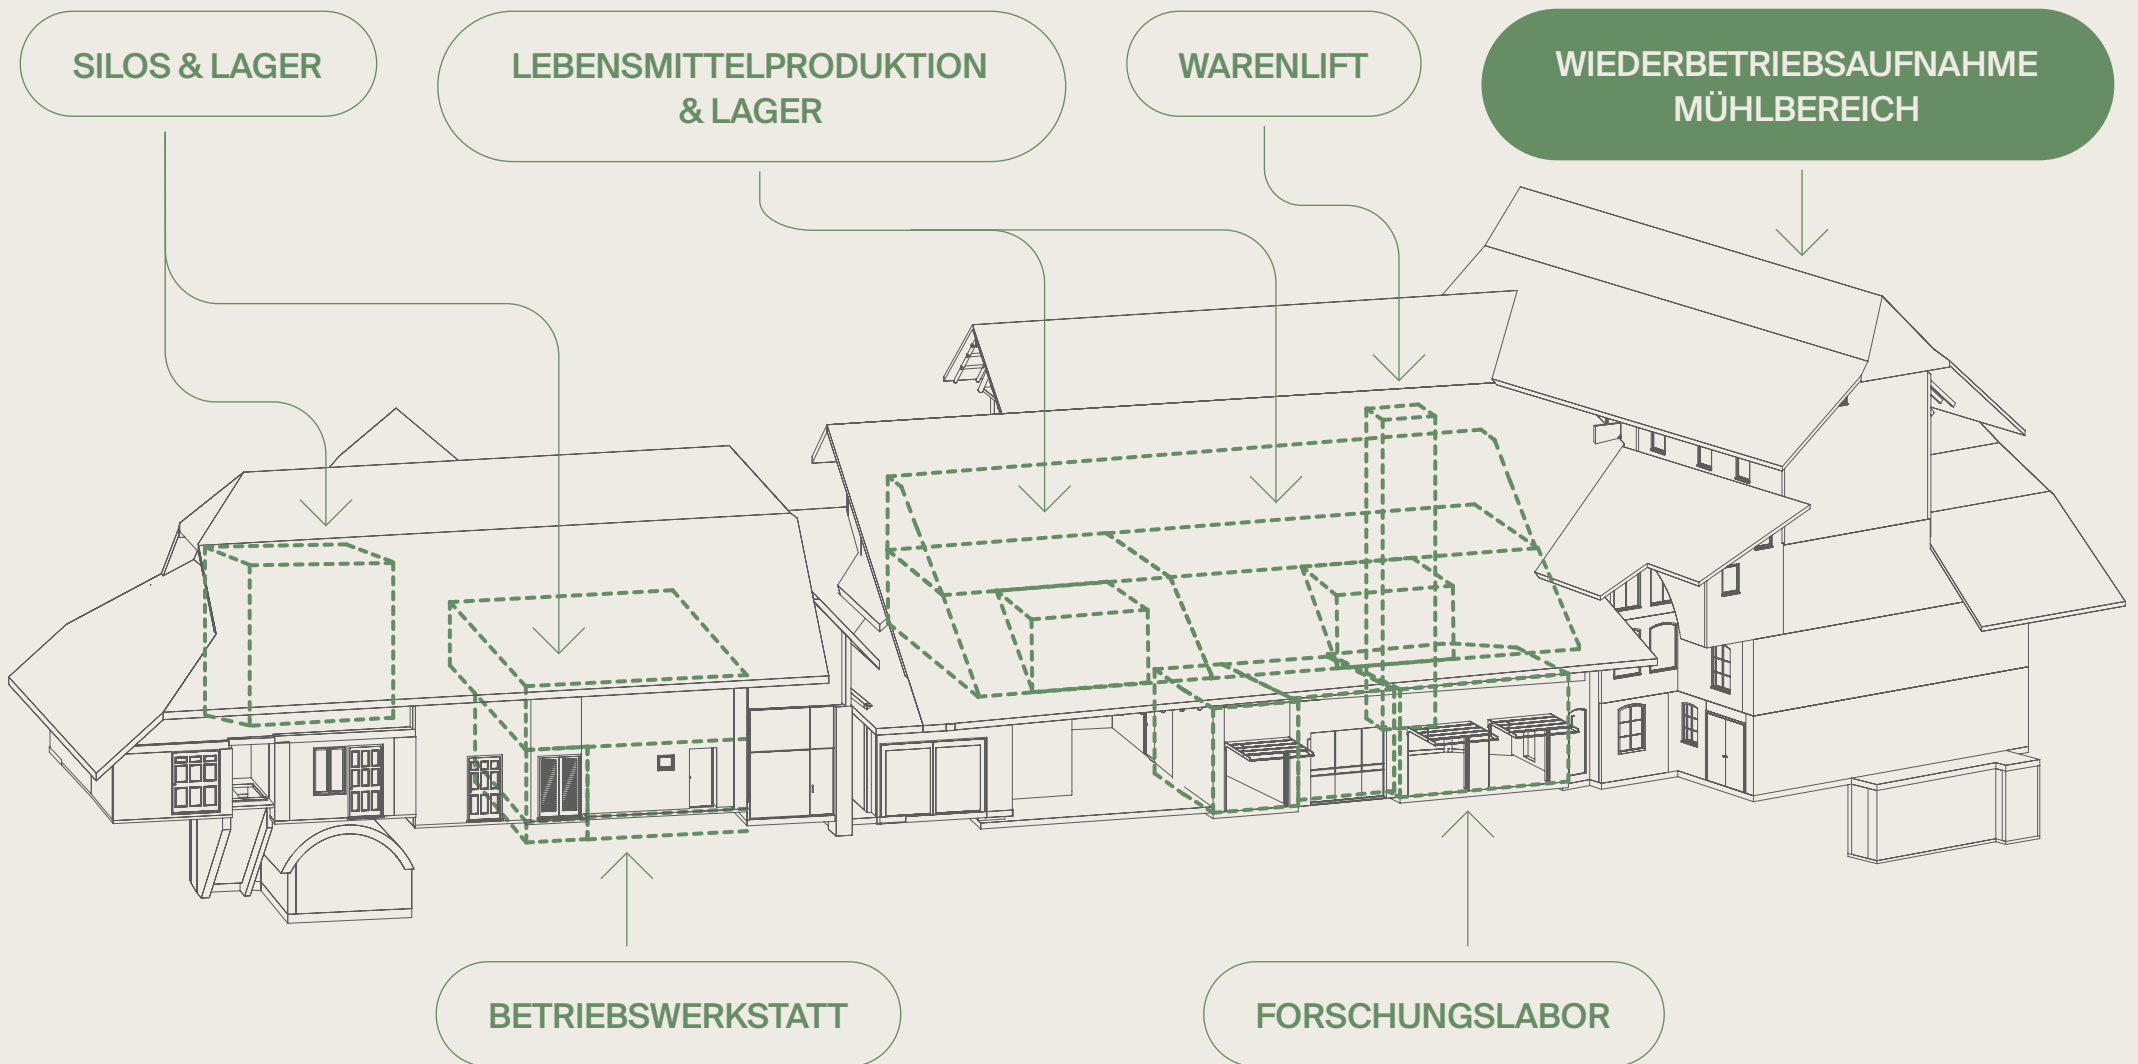 SILOS & LAGER
LEBENSMITTELPRODUKTION
& LAGER
WARENLIFT
WIEDERBETRIEBSAUFNAHME
MÜHLBEREICH
BETRIEBSWERKSTATT
FORSCHUNGSLABOR